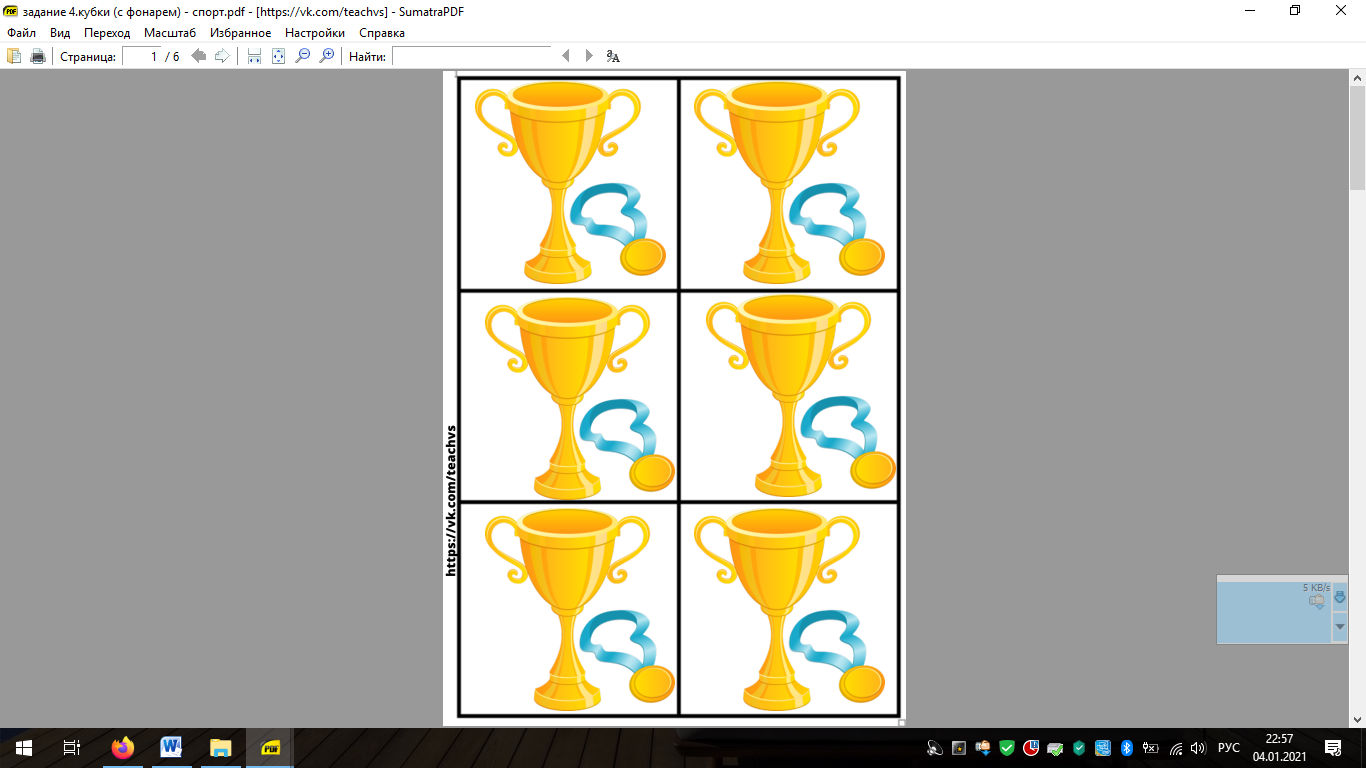 задание 4.кубки (с фонарем) - спорт.pdf - [https://vk.com/teachvs] - SumatraPDF
Файл Вид Переход Масштаб Избранное Настройки Справка
Страница: 1 / 6 Найти:
https://vk.com/teachvs
5 KB/s
PDF
РУС
22:57
04.01.2021